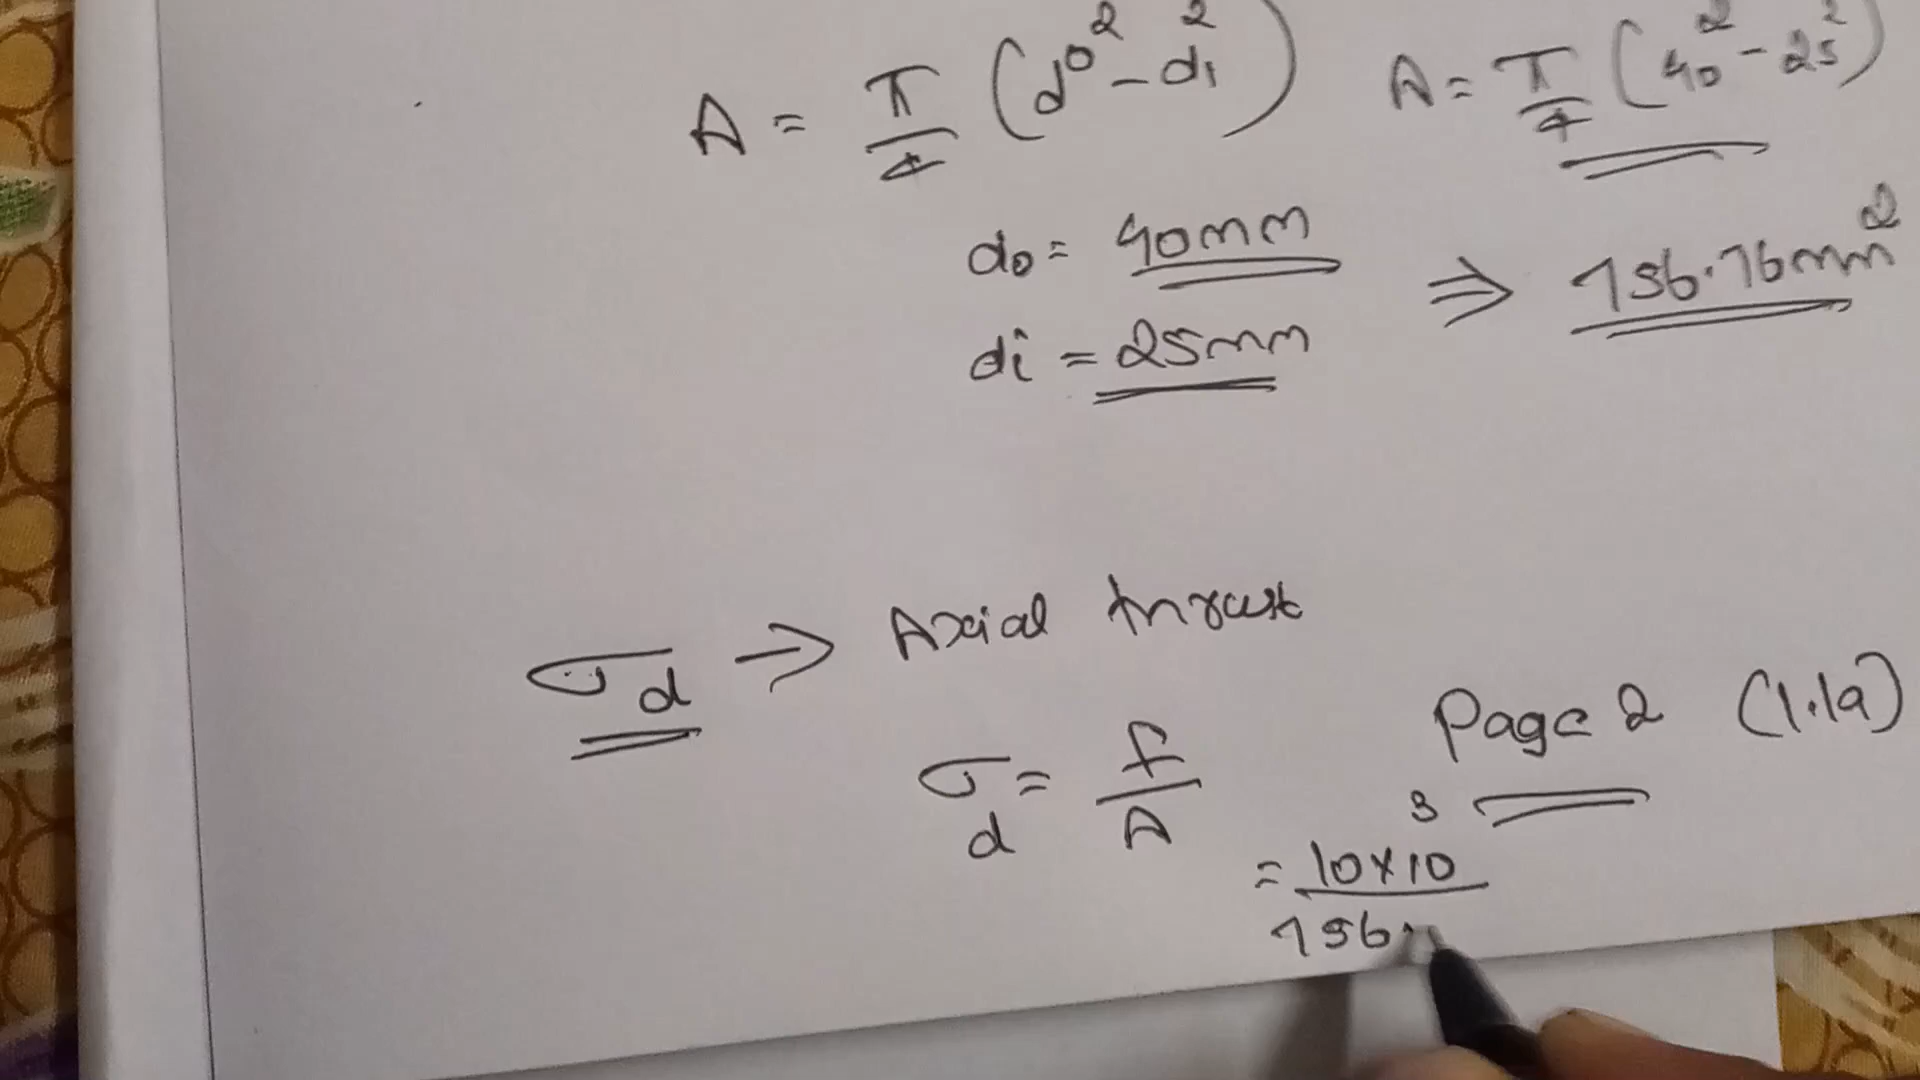 A = π/4 (do² - di²) A = π/4 (40² - 25²)
do = 40mm
⇒ 756.76mm²
di = 25mm
σd → Axial thrust
Page 2 (1.1a)
σd = F/A
= 10×10³/756.